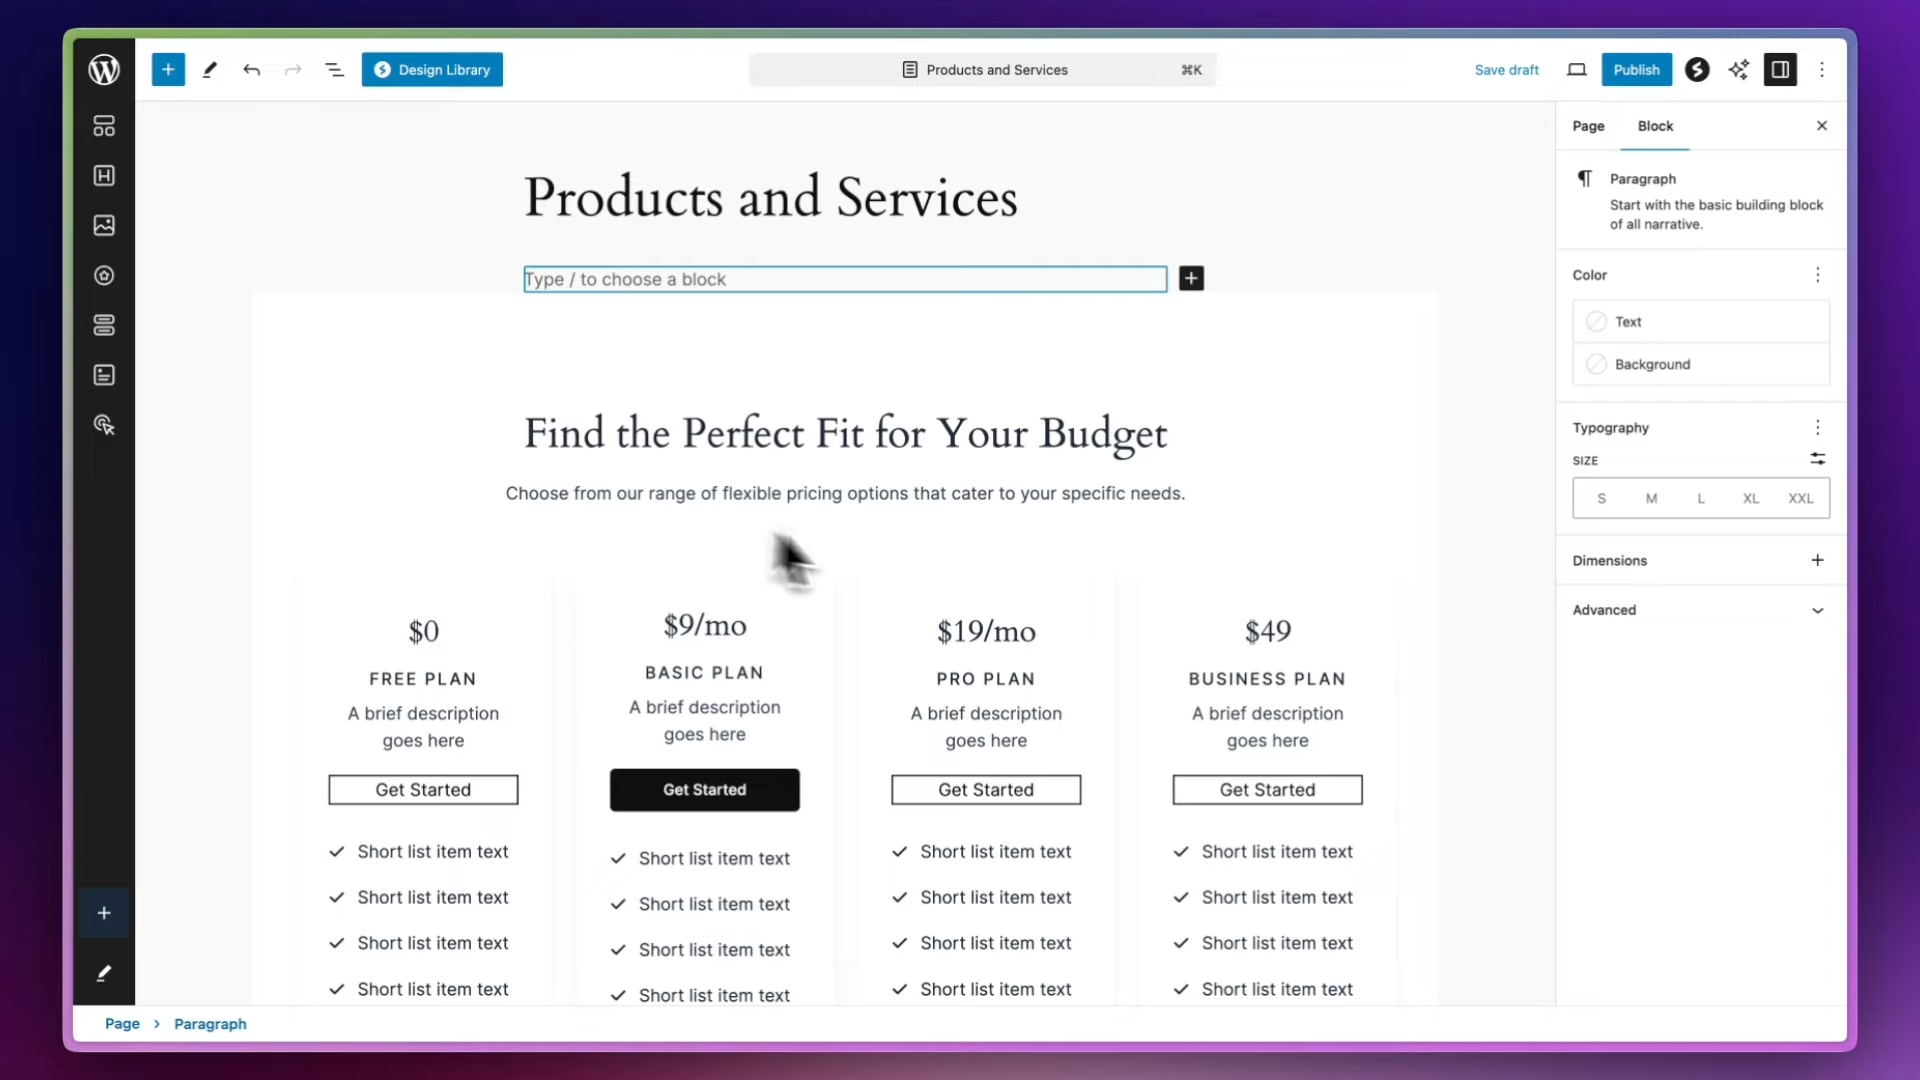 Design Library
Products and Services
⌘K
Save draft
Publish
Page
Block
Products and Services
Type / to choose a block
Paragraph
Start with the basic building block
of all narrative.
Color
Text
Background
Typography
SIZE
S M L XL XXL
Dimensions
Advanced
Find the Perfect Fit for Your Budget
Choose from our range of flexible pricing options that cater to your specific needs.
$0
FREE PLAN
A brief description
goes here
Get Started
Short list item text
Short list item text
Short list item text
Short list item text
$9/mo
BASIC PLAN
A brief description
goes here
Get Started
Short list item text
Short list item text
Short list item text
Short list item text
$19/mo
PRO PLAN
A brief description
goes here
Get Started
Short list item text
Short list item text
Short list item text
Short list item text
$49
BUSINESS PLAN
A brief description
goes here
Get Started
Short list item text
Short list item text
Short list item text
Short list item text
Page › Paragraph